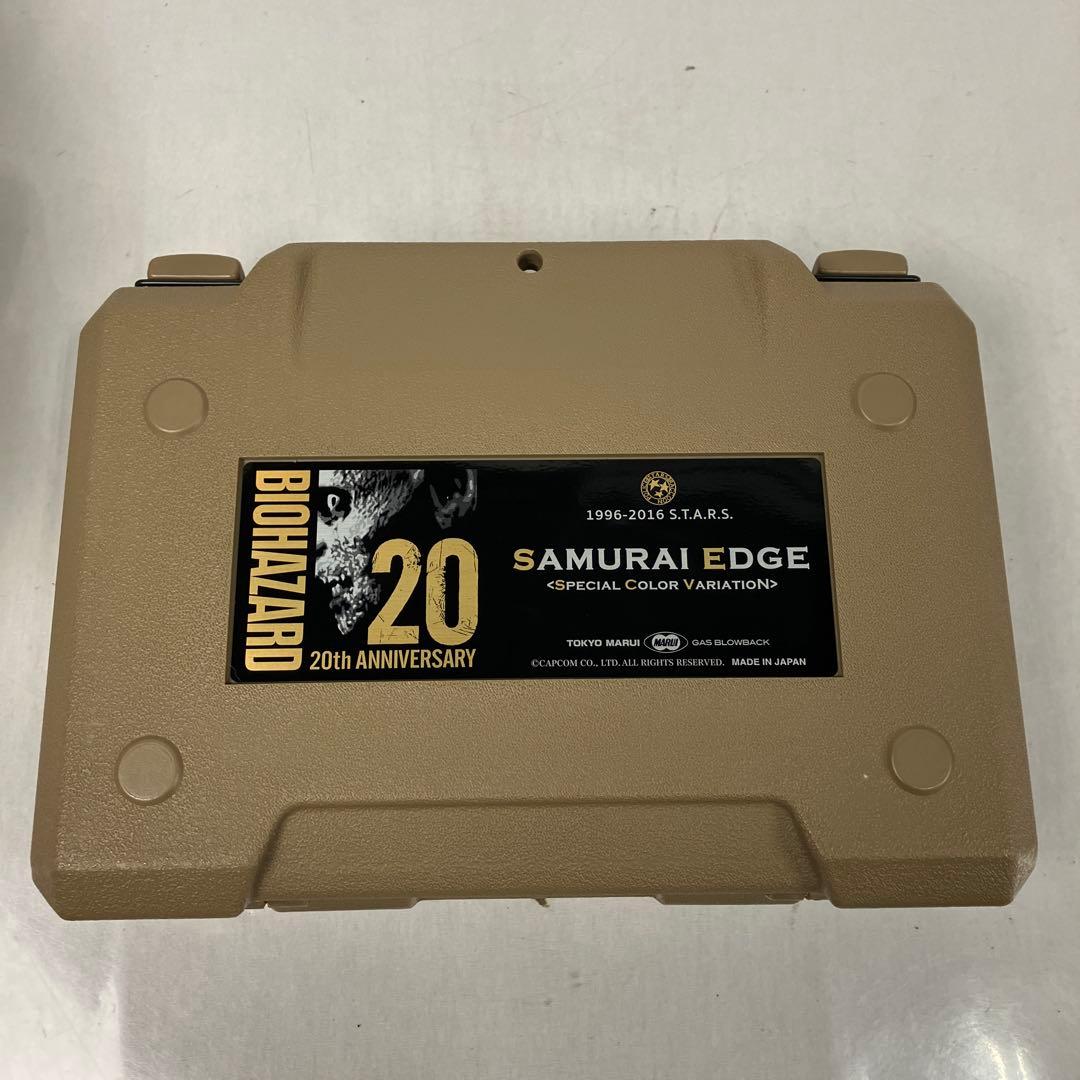 BIOHAZARD
20
20th ANNIVERSARY
1996-2016 S.T.A.R.S.
SAMURAI EDGE
<SPECIAL COLOR VARIATION>
TOKYO MARUI MARUI GAS BLOWBACK
©CAPCOM CO., LTD. ALL RIGHTS RESERVED. MADE IN JAPAN